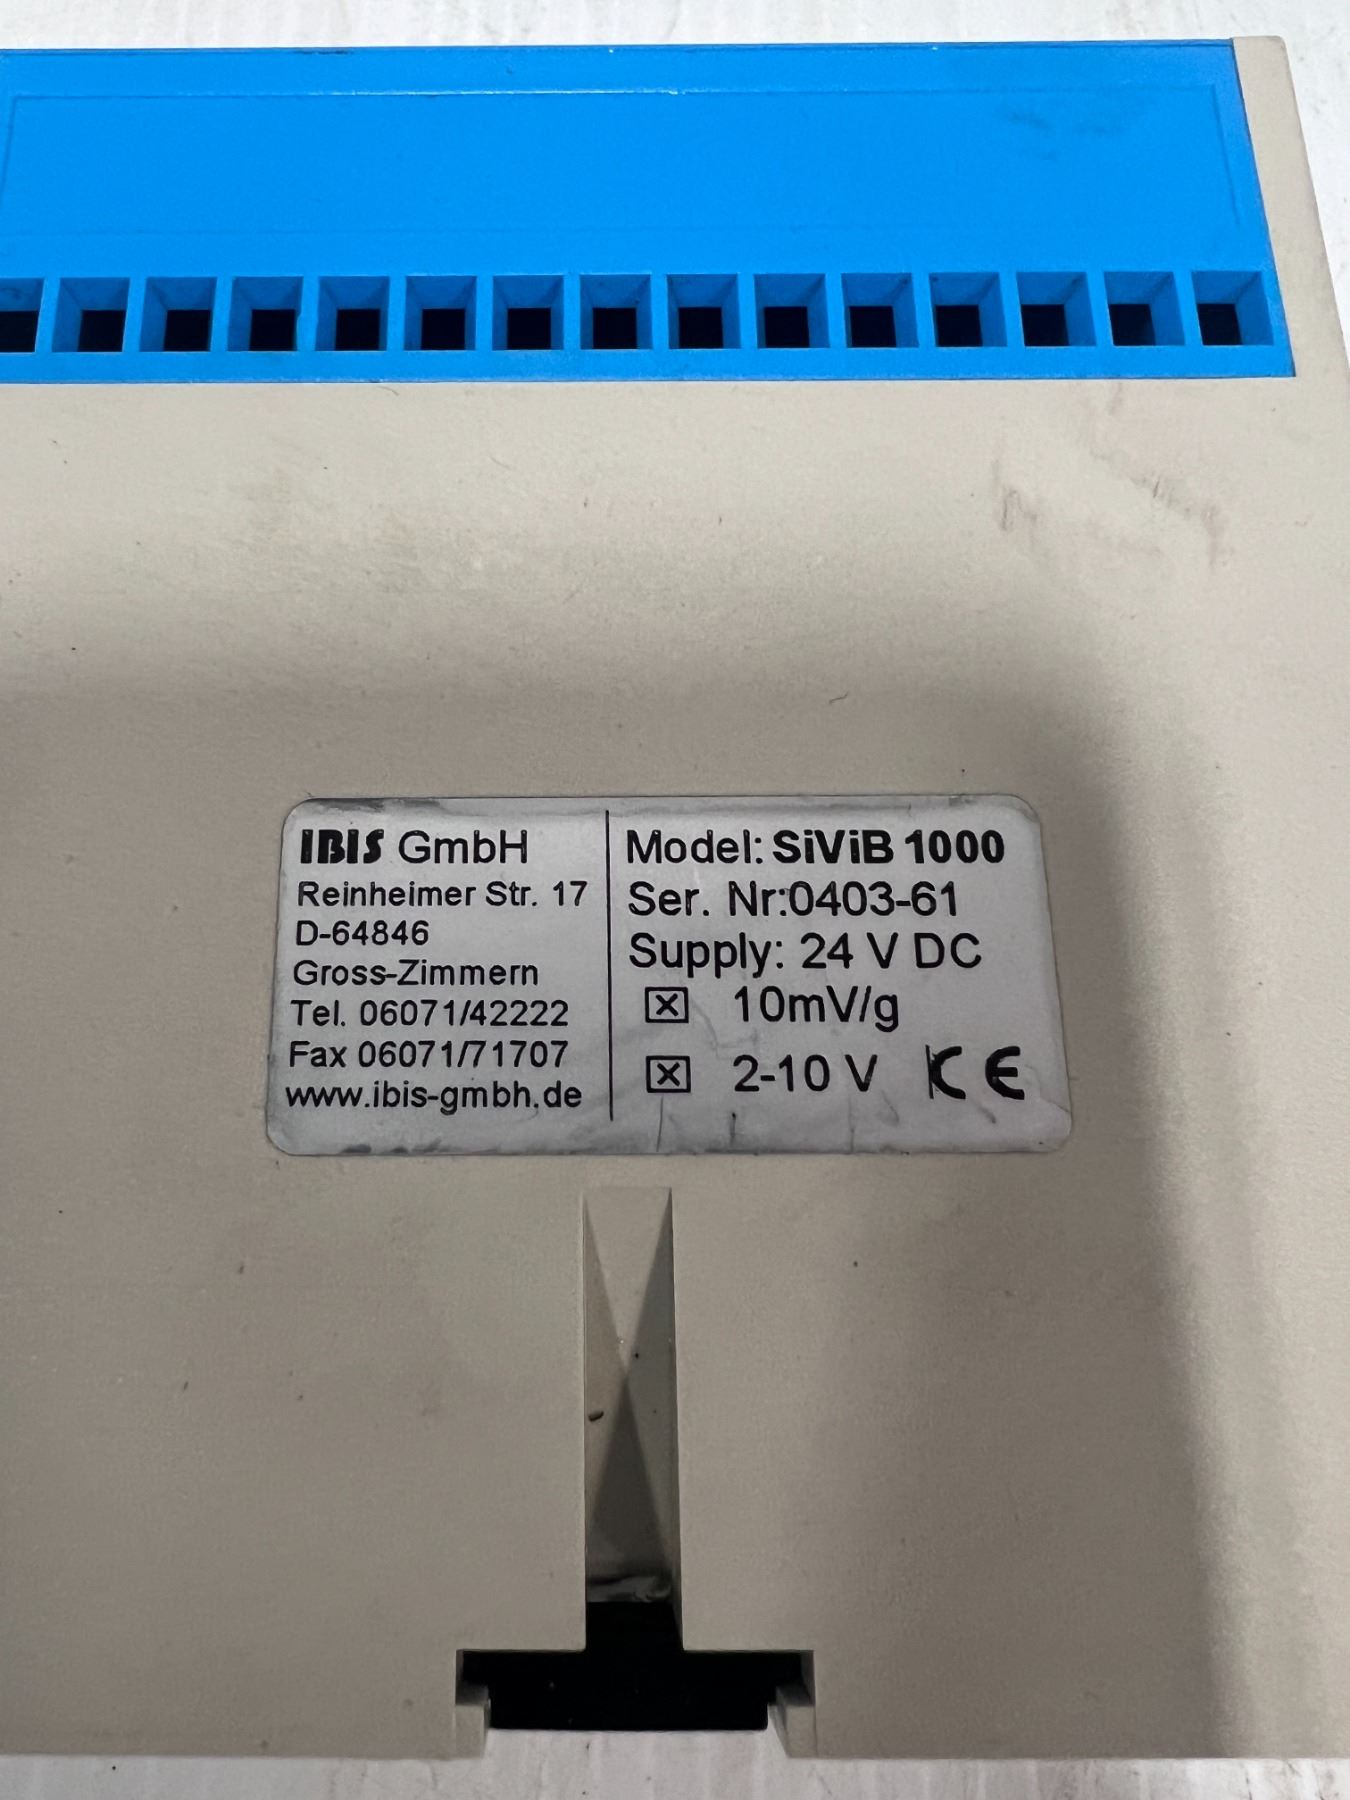 IBIS GmbH
Reinheimer Str. 17
D-64846
Gross-Zimmern
Tel. 06071/42222
Fax 06071/71707
www.ibis-gmbh.de
Model: SiViB 1000
Ser. Nr:0403-61
Supply: 24 V DC
☒ 10mV/g
☒ 2-10 V CE